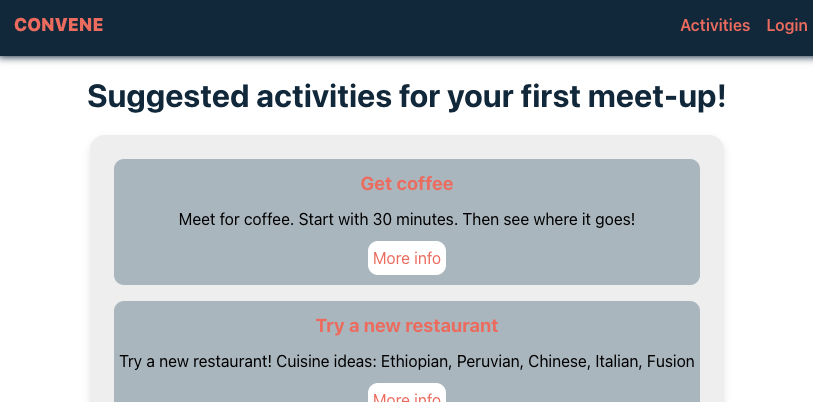 CONVENE
Activities Login
Suggested activities for your first meet-up!
Get coffee
Meet for coffee. Start with 30 minutes. Then see where it goes!
More info
Try a new restaurant
Try a new restaurant! Cuisine ideas: Ethiopian, Peruvian, Chinese, Italian, Fusion
More info